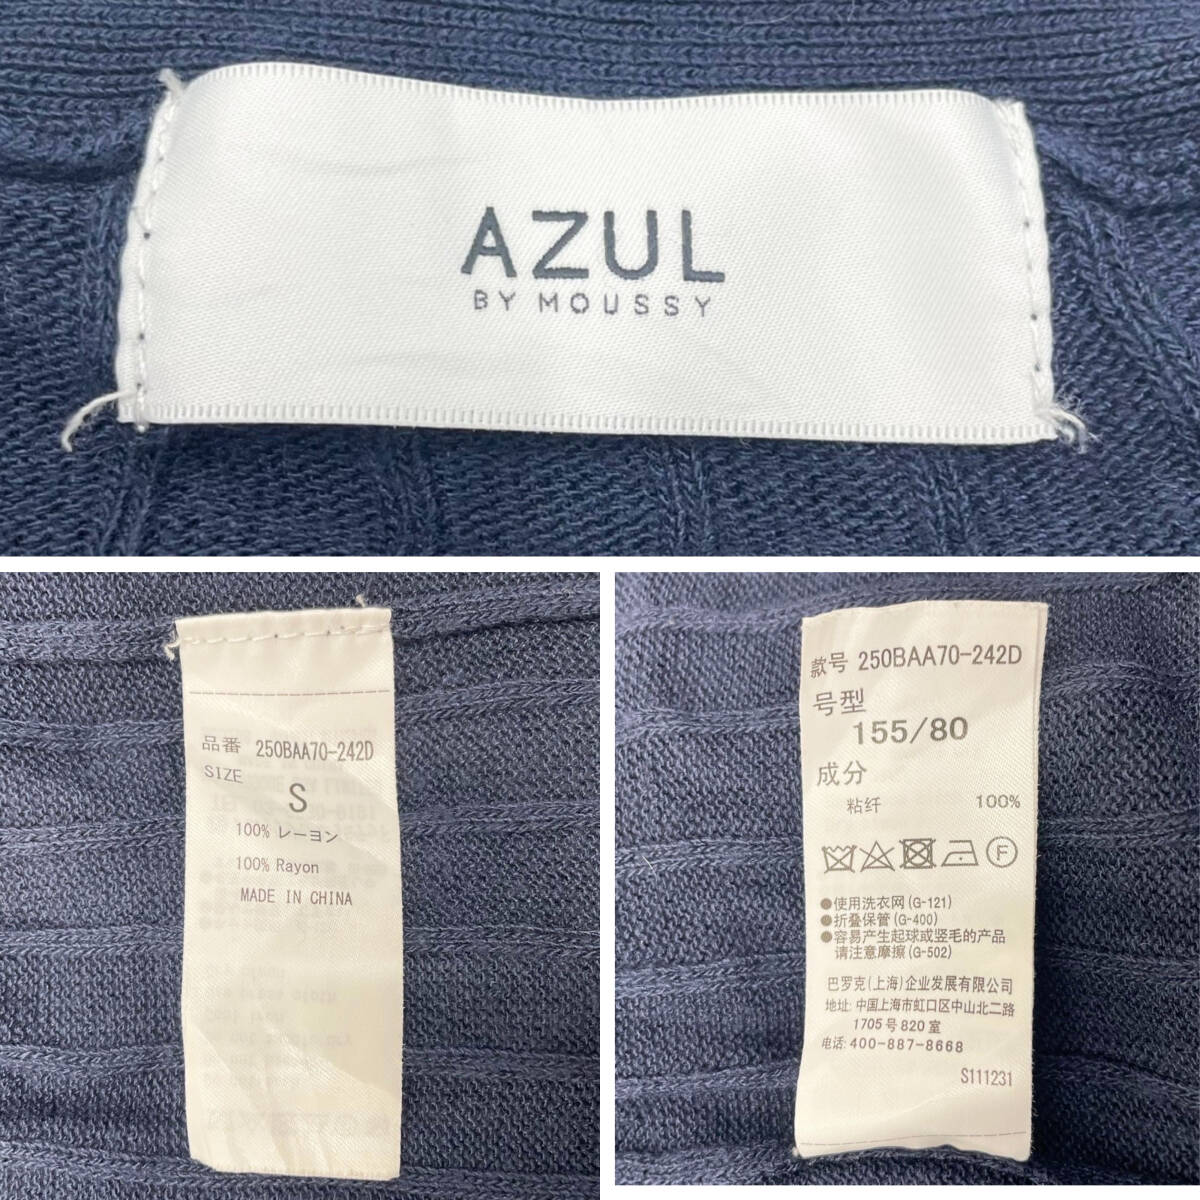 AZUL
BY MOUSSY
品番 250BAA70-242D
SIZE
S
100% レーヨン
100% Rayon
MADE IN CHINA
款号 250BAA70-242D
号型
155/80
成分
粘纤 100%
F
●使用洗衣网(G-121)
●折叠保管(G-400)
●容易产生起球或竖毛的产品
请注意摩擦(G-502)
巴罗克(上海)企业发展有限公司
地址:中国上海市虹口区中山北二路
1705号820室
电话:400-887-8668
S111231